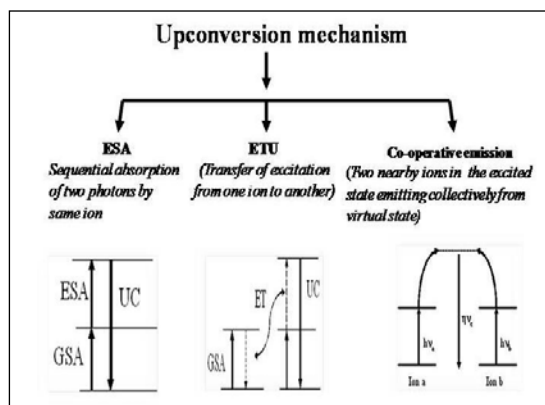 Upconversion mechanism
ESA
Sequential absorption
of two photons by
same ion
ETU
(Transfer of excitation
from one ion to another)
Co-operative emission
(Two nearby ions in the excited
state emitting collectively from
virtual state)
ESA
UC
GSA
ET
UC
GSA
hν
hν
Ion a
Ion b